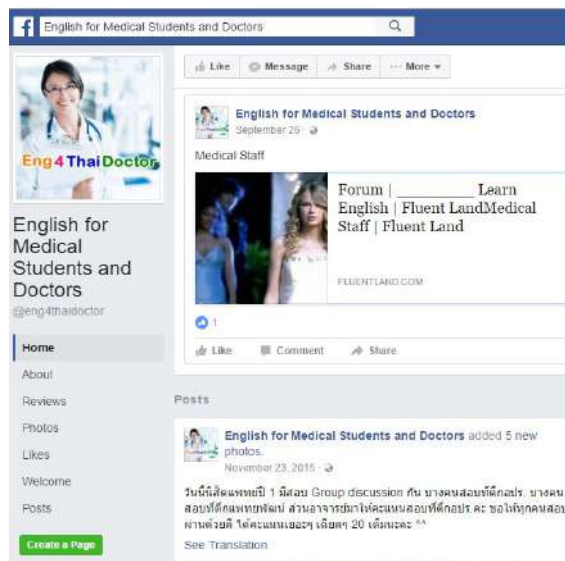 English for Medical Students and Doctors
Like
Message
Share
More
English for Medical Students and Doctors
September 26
Medical Staff
Forum | _________ Learn
English | Fluent LandMedical
Staff | Fluent Land
FLUENTLAND.COM
1
Like
Comment
Share
Eng4ThaiDoctor
English for
Medical
Students and
Doctors
@eng4thaidoctor
Home
About
Reviews
Photos
Likes
Welcome
Posts
Create a Page
Posts
English for Medical Students and Doctors added 5 new
photos.
November 23, 2015
วันนี้นิสิตแพทย์ปี 1 มีสอบ Group discussion กัน บางคนสอบที่ตึกอปร. บางคน
สอบที่ตึกแพทยพัฒน์ ส่วนอาจารย์มาให้คะแนนสอบที่ตึกอปร.คะ ขอให้ทุกคนสอบ
ผ่านด้วยดี ได้คะแนนเยอะๆ เฉียดๆ 20 เต็มนะคะ ^^
See Translation